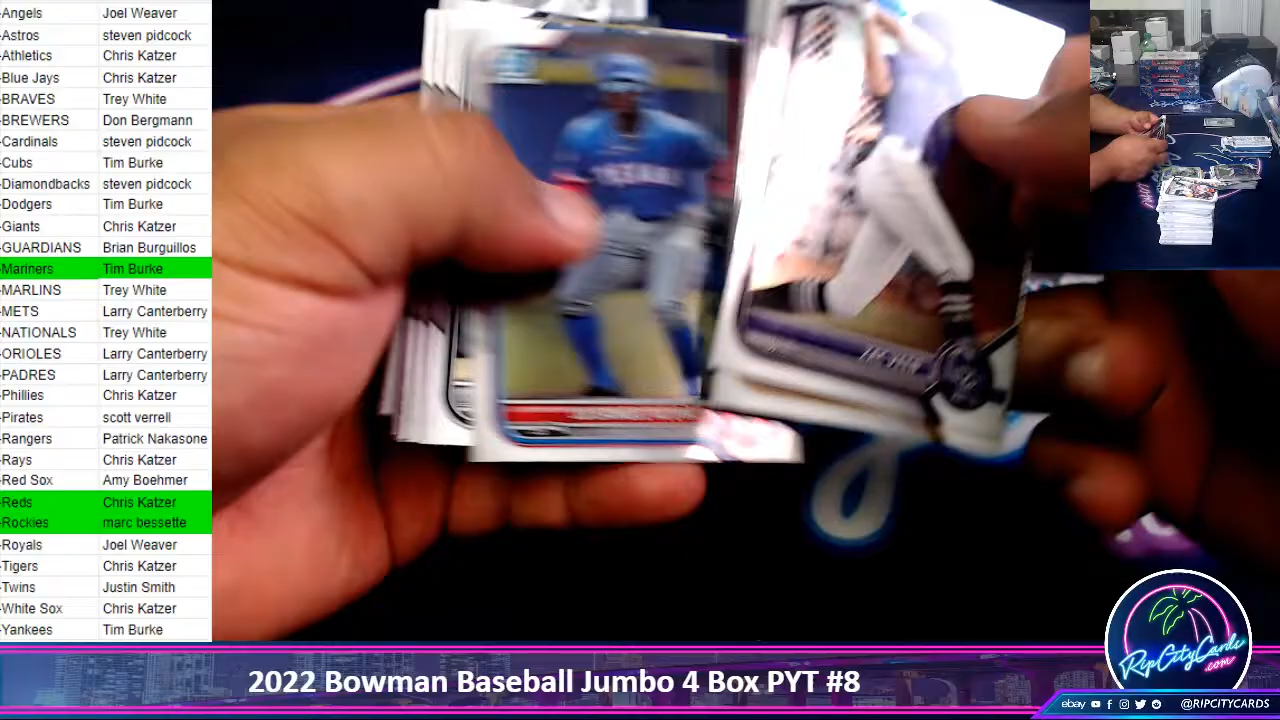 -Angels Joel Weaver
-Astros steven pidcock
-Athletics Chris Katzer
-Blue Jays Chris Katzer
-BRAVES Trey White
-BREWERS Don Bergmann
-Cardinals steven pidcock
-Cubs Tim Burke
-Diamondbacks steven pidcock
-Dodgers Tim Burke
-Giants Chris Katzer
-GUARDIANS Brian Burguillos
-Mariners Tim Burke
-MARLINS Trey White
-METS Larry Canterberry
-NATIONALS Trey White
-ORIOLES Larry Canterberry
-PADRES Larry Canterberry
-Phillies Chris Katzer
-Pirates scott verrell
-Rangers Patrick Nakasone
-Rays Chris Katzer
-Red Sox Amy Boehmer
-Reds Chris Katzer
-Rockies marc bessette
-Royals Joel Weaver
-Tigers Chris Katzer
-Twins Justin Smith
-White Sox Chris Katzer
-Yankees Tim Burke
2022 Bowman Baseball Jumbo 4 Box PYT #8
RipCityCards
.com
ebay @RIPCITYCARDS